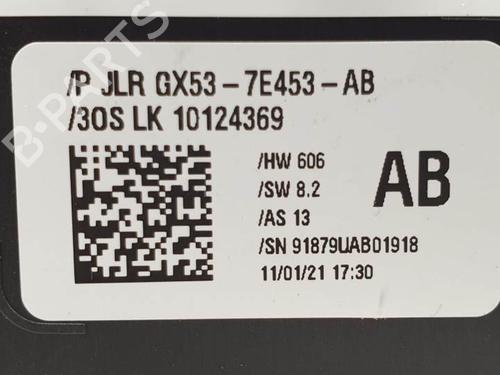 /P JLR GX53-7E453-AB
/3OS LK 10124369
/HW 606
/SW 8.2
/AS 13
/SN 91879UAB01918
11/01/21 17:30
AB
B-PARTS